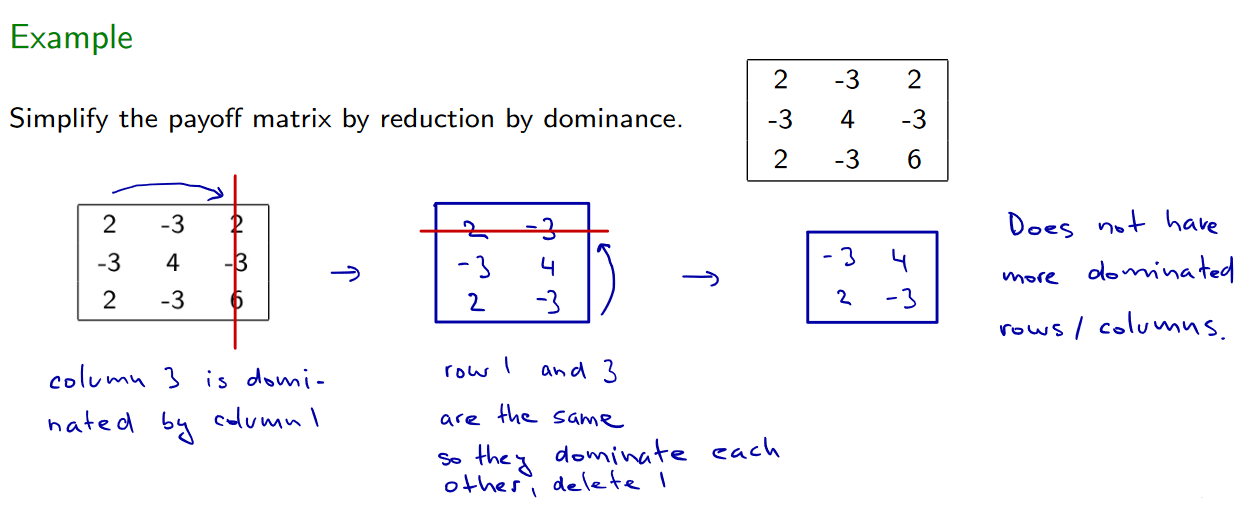 Example
2 -3 2
Simplify the payoff matrix by reduction by dominance.
-3 4 -3
2 -3 6
2 -3 2
-3 4 -3
2 -3 6
→
2 -3
-3 4
2 -3
→
-3 4
2 -3
Does not have
more dominated
rows / columns.
column 3 is domi-
nated by column 1
row 1 and 3
are the same
so they dominate each
other, delete 1